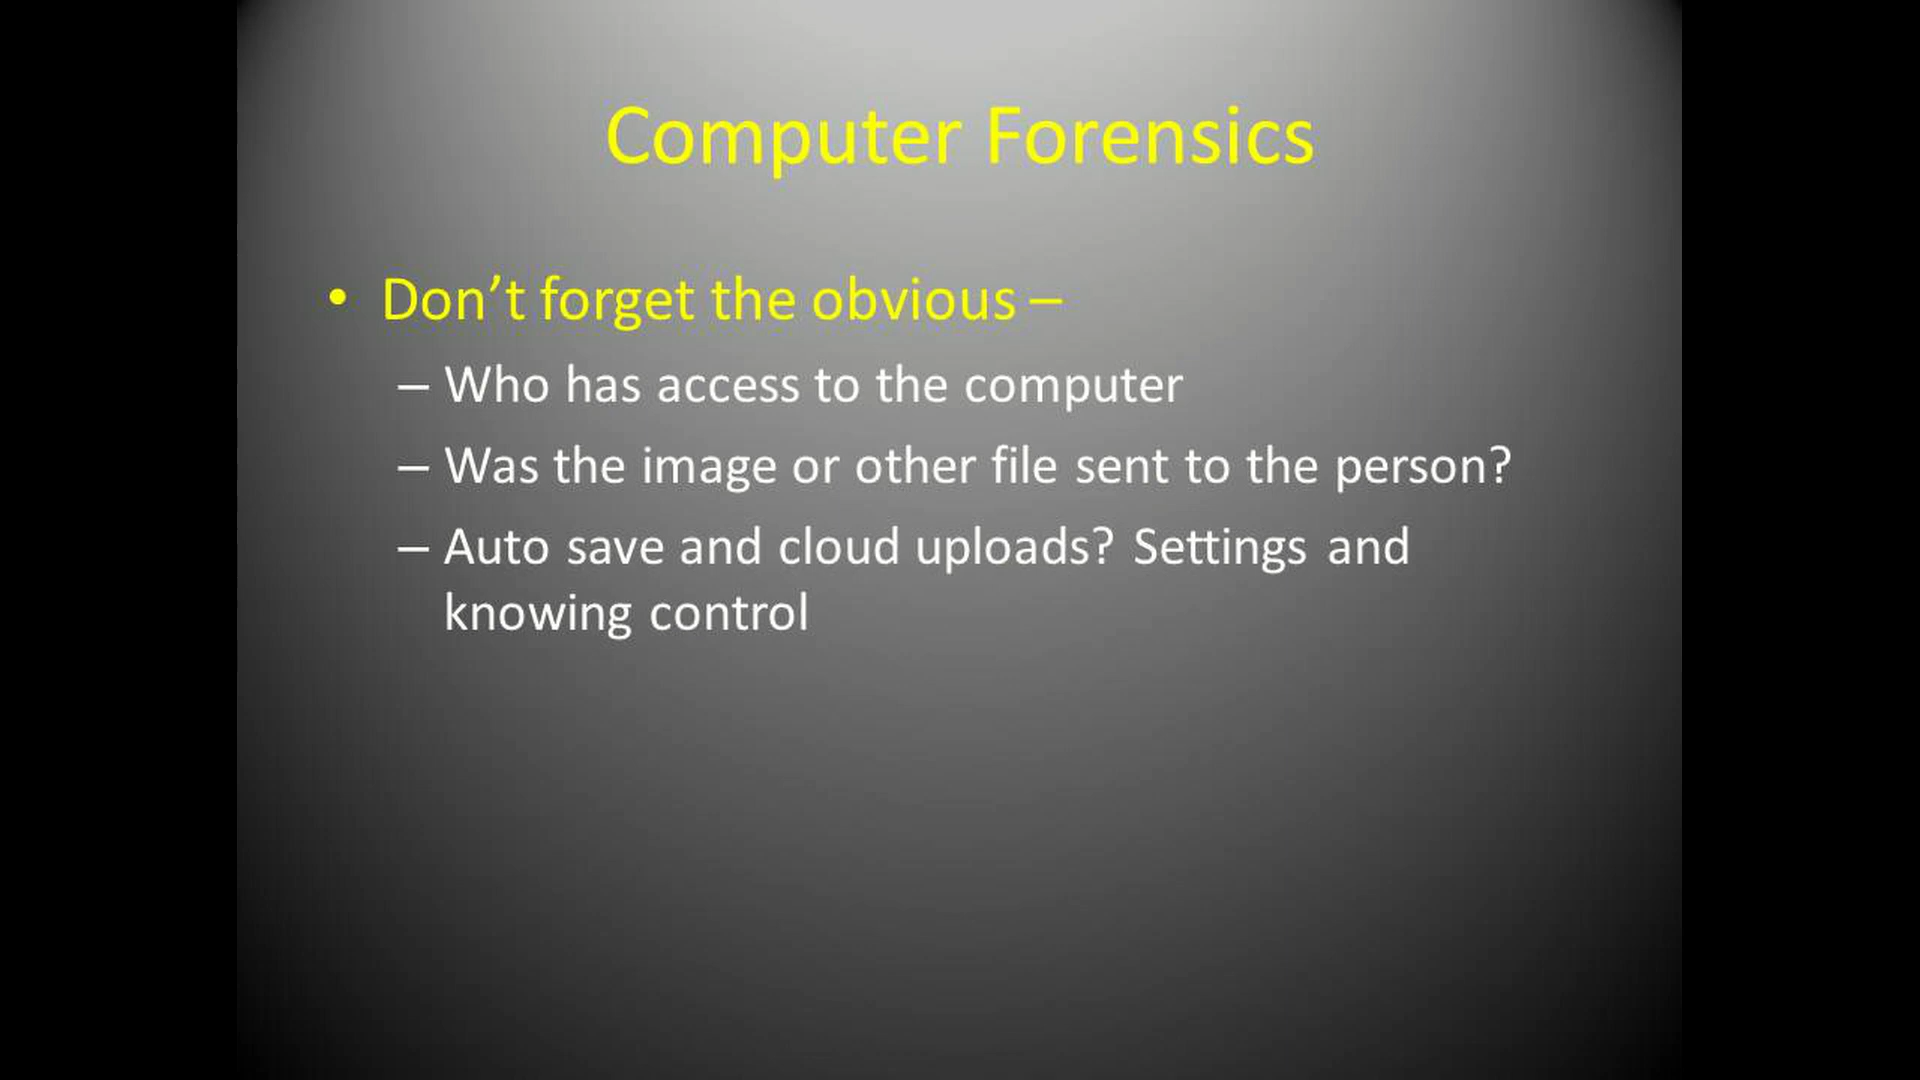 Computer Forensics
• Don’t forget the obvious –
– Who has access to the computer
– Was the image or other file sent to the person?
– Auto save and cloud uploads? Settings and
knowing control